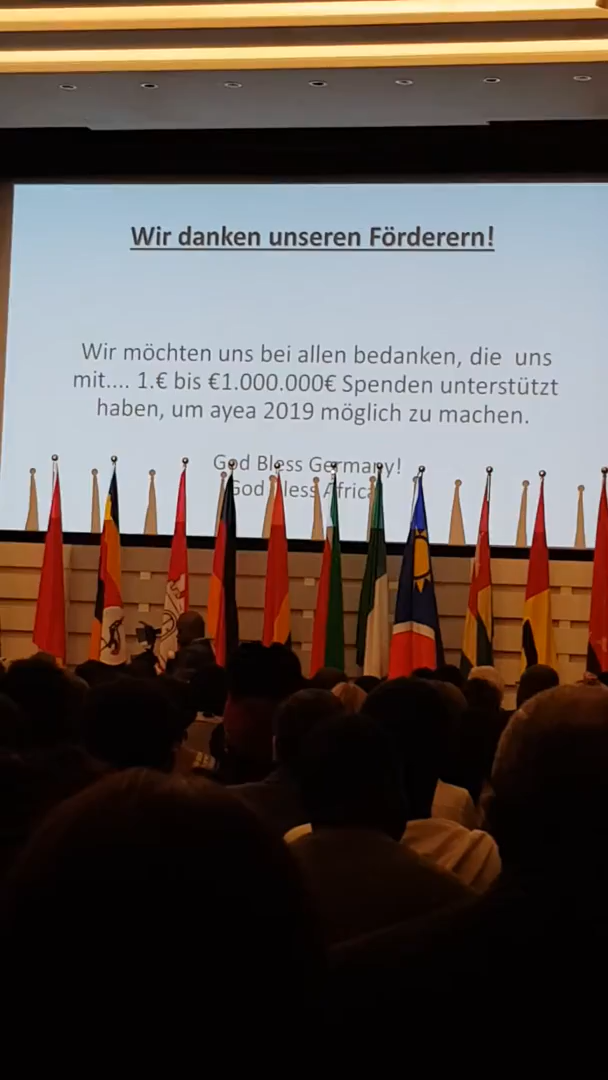 Wir danken unseren Förderern!
Wir möchten uns bei allen bedanken, die uns
mit.... 1.€ bis €1.000.000€ Spenden unterstützt
haben, um ayea 2019 möglich zu machen.
God Bless Germany!
God Bless Africa